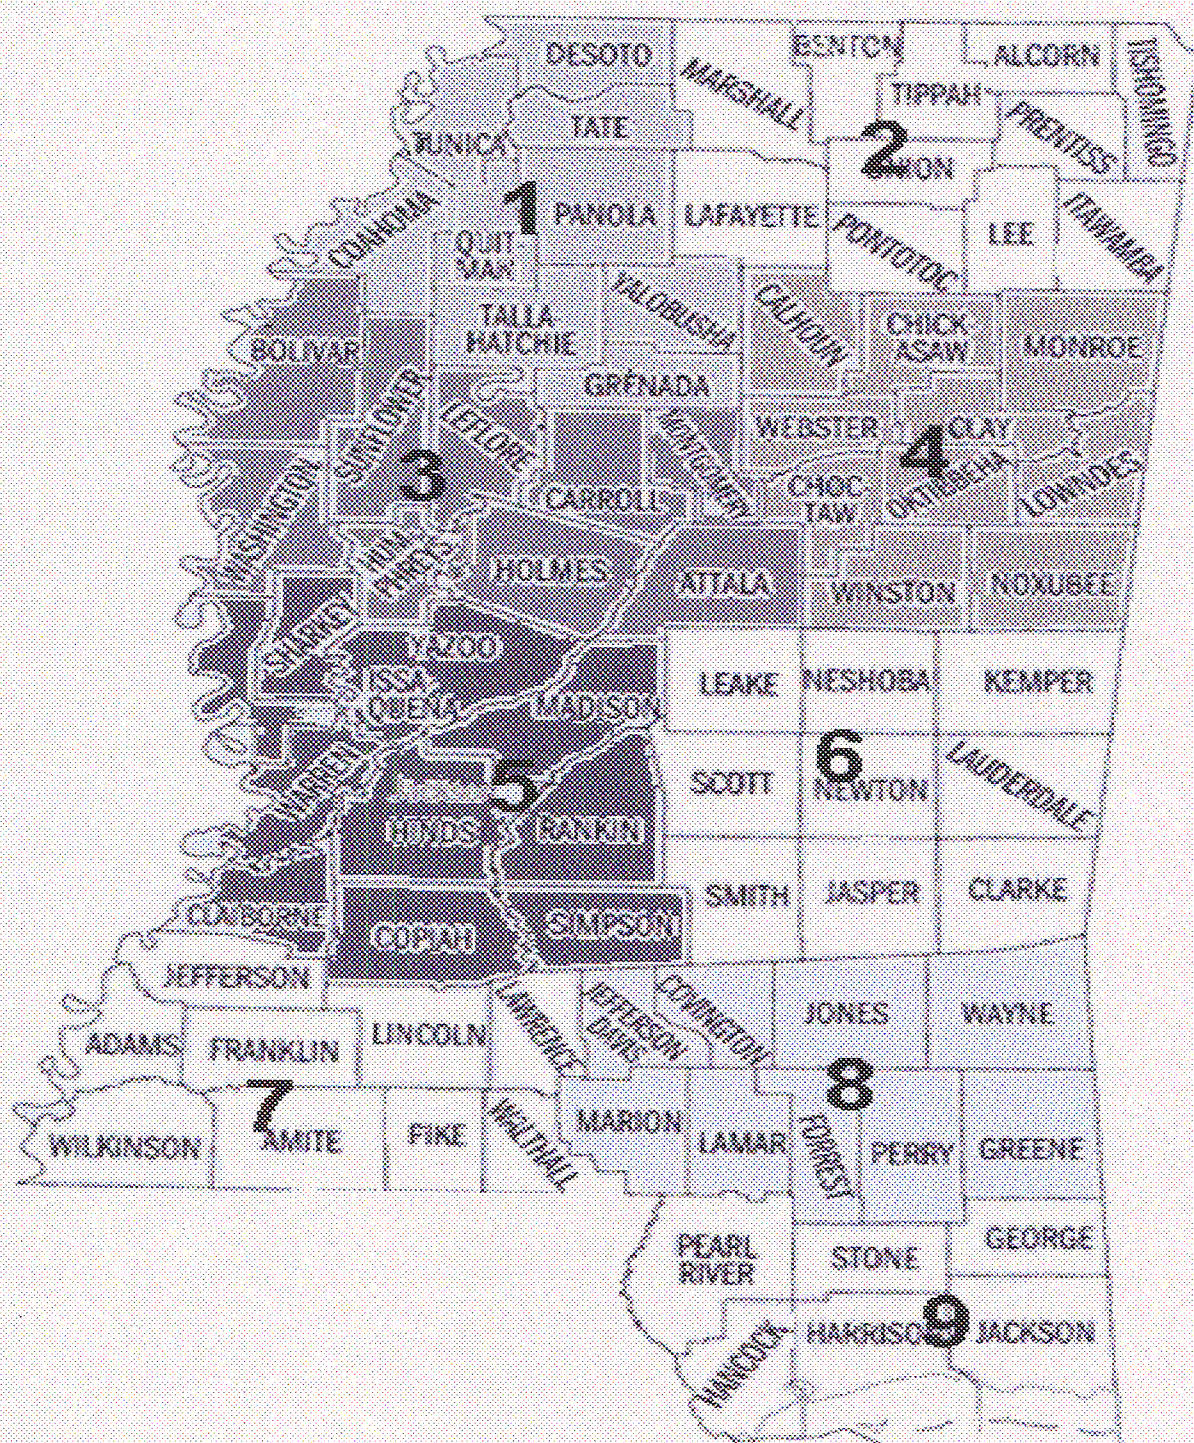 DESOTO
BENTON
ALCORN
TISHOMINGO
MARSHALL
TIPPAH
PRENTISS
TUNICA
TATE
2
UNION
COAHOMA
1
PANOLA
LAFAYETTE
PONTOTOC
LEE
ITAWAMBA
QUIT
MAN
TALLA
HATCHIE
YALOBUSHA
CALHOUN
CHICK
ASAW
MONROE
BOLIVAR
GRENADA
SUNFLOWER
LEFLORE
WEBSTER
4
CLAY
3
CARROLL
CHOC
TAW
OKTIBBEHA
LOWNDES
WASHINGTON
HUM
PHREYS
HOLMES
ATTALA
WINSTON
NOXUBEE
SHARKEY
YAZOO
ISSA
QUENA
MADISON
LEAKE
NESHOBA
KEMPER
WARREN
5
SCOTT
6
NEWTON
LAUDERDALE
HINDS
RANKIN
SMITH
JASPER
CLARKE
CLAIBORNE
COPIAH
SIMPSON
JEFFERSON
ADAMS
FRANKLIN
LINCOLN
LAWRENCE
JEFFERSON
DAVIS
COVINGTON
JONES
WAYNE
7
8
WILKINSON
AMITE
PIKE
WALTHALL
MARION
LAMAR
FORREST
PERRY
GREENE
PEARL
RIVER
STONE
GEORGE
HANCOCK
HARRISO
9
JACKSON